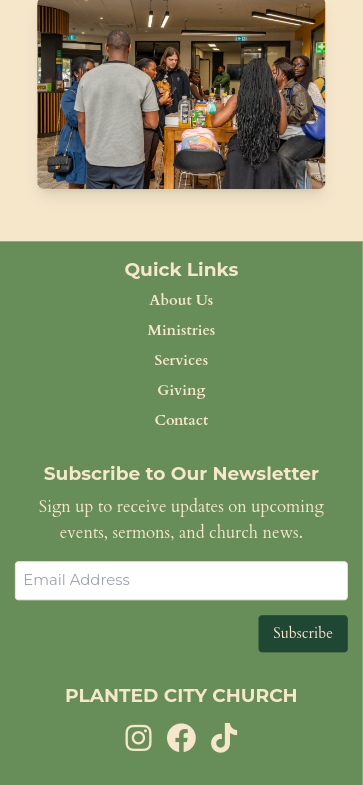 Quick Links
About Us
Ministries
Services
Giving
Contact
Subscribe to Our Newsletter
Sign up to receive updates on upcoming
events, sermons, and church news.
Email Address
Subscribe
PLANTED CITY CHURCH